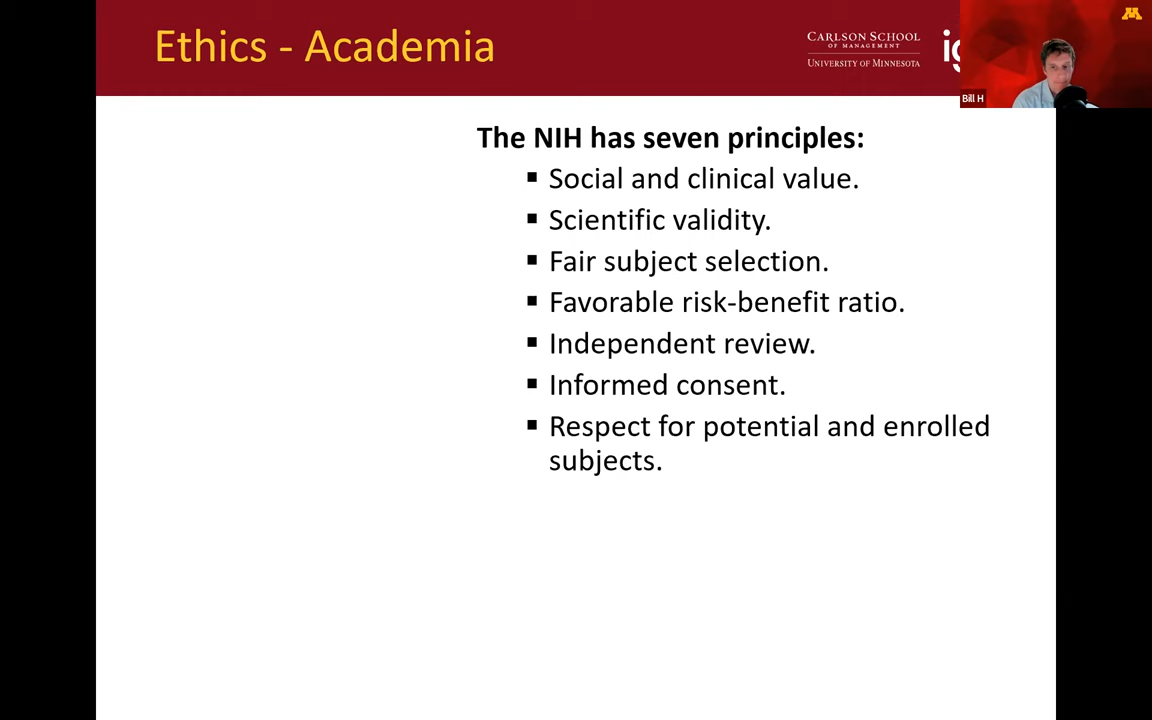 Ethics - Academia
CARLSON SCHOOL
OF MANAGEMENT
UNIVERSITY OF MINNESOTA
Bill H
The NIH has seven principles:
▪ Social and clinical value.
▪ Scientific validity.
▪ Fair subject selection.
▪ Favorable risk-benefit ratio.
▪ Independent review.
▪ Informed consent.
▪ Respect for potential and enrolled
subjects.